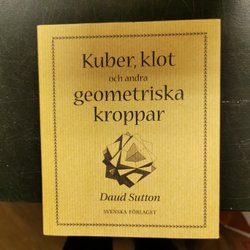 Kuber, klot
och andra
geometriska
kroppar
Daud Sutton
SVENSKA FÖRLAGET